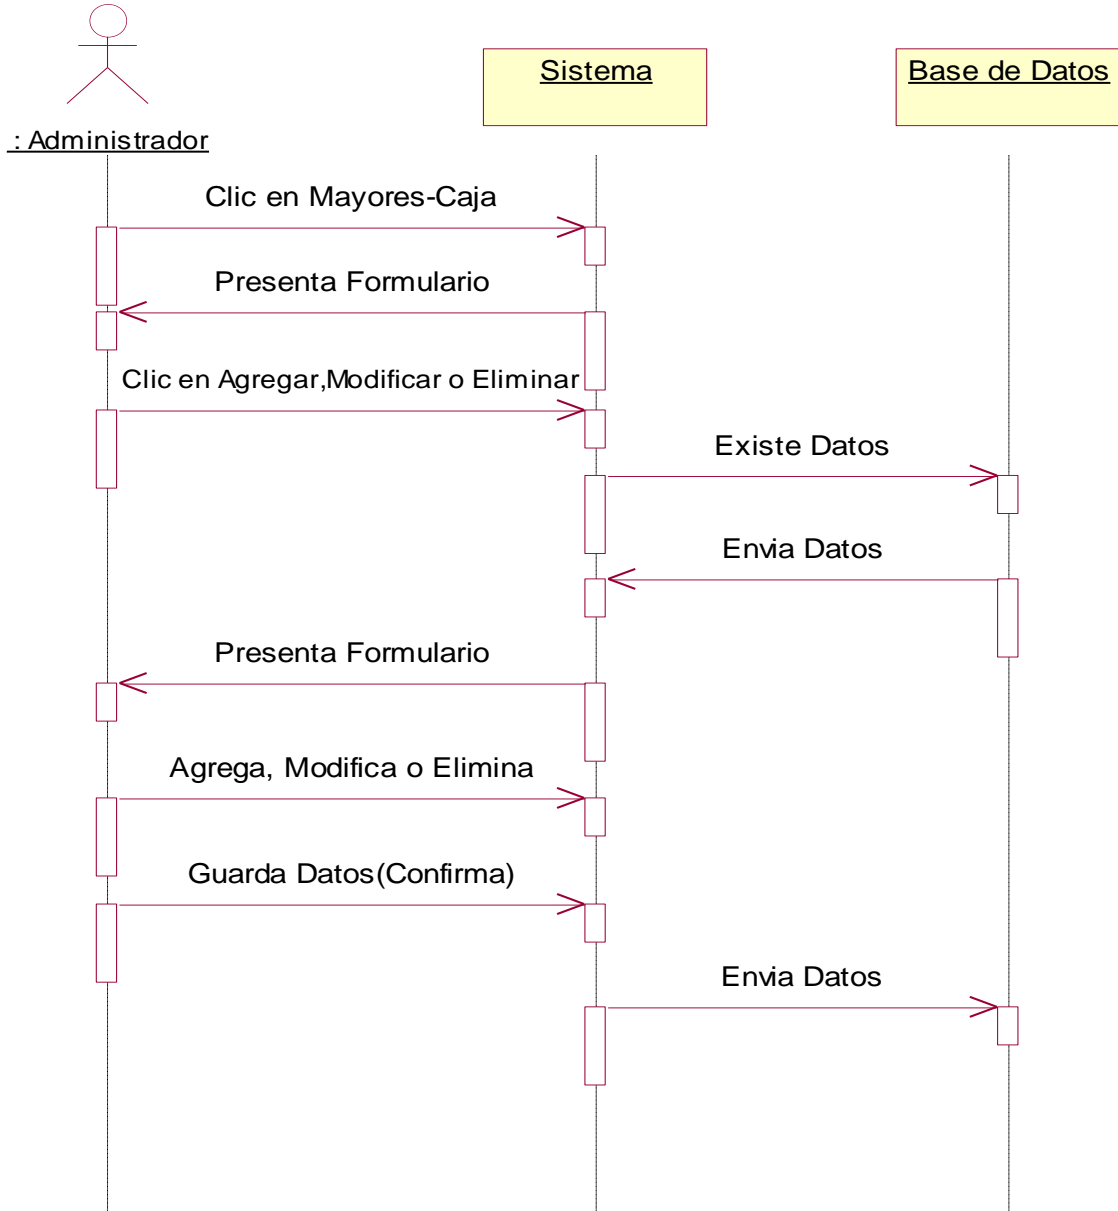 Sistema
Base de Datos
: Administrador
Clic en Mayores-Caja
Presenta Formulario
Clic en Agregar,Modificar o Eliminar
Existe Datos
Envia Datos
Presenta Formulario
Agrega, Modifica o Elimina
Guarda Datos(Confirma)
Envia Datos